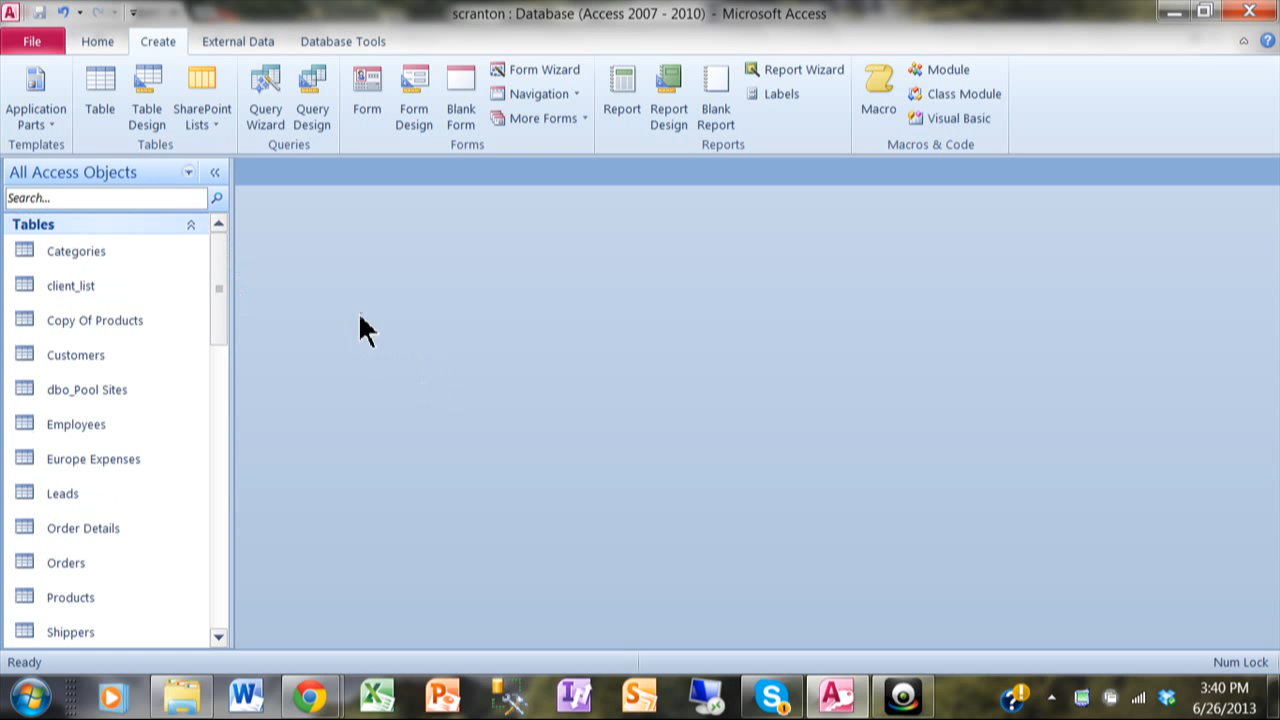 scranton : Database (Access 2007 - 2010) - Microsoft Access
File Home Create External Data Database Tools
Application Parts
Table
Table Design
SharePoint Lists
Query Wizard
Query Design
Form
Form Design
Blank Form
Form Wizard
Navigation
More Forms
Report
Report Design
Blank Report
Report Wizard
Labels
Macro
Module
Class Module
Visual Basic
Templates Tables Queries Forms Reports Macros & Code
All Access Objects
Search...
Tables
Categories
client_list
Copy Of Products
Customers
dbo_Pool Sites
Employees
Europe Expenses
Leads
Order Details
Orders
Products
Shippers
Ready Num Lock
3:40 PM
6/26/2013